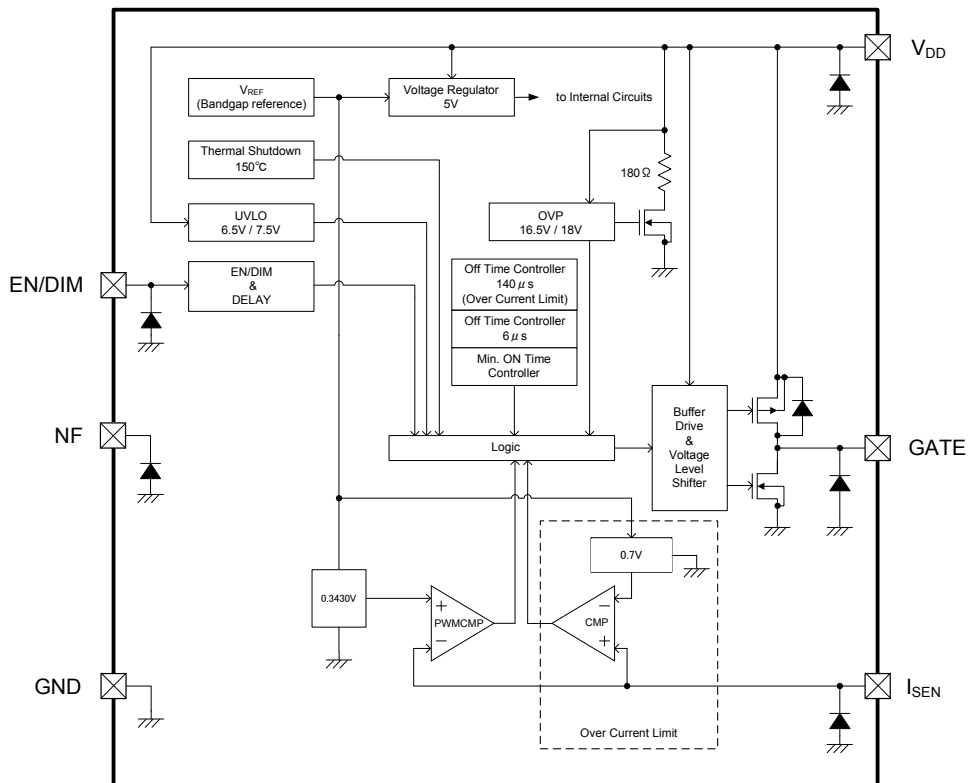 V_DD
V_REF
(Bandgap reference)
Voltage Regulator
5V
to Internal Circuits
Thermal Shutdown
150℃
180Ω
UVLO
6.5V / 7.5V
OVP
16.5V / 18V
EN/DIM
EN/DIM
&
DELAY
Off Time Controller
140μs
(Over Current Limit)
Off Time Controller
6μs
Min. ON Time
Controller
NF
Logic
Buffer
Drive
&
Voltage
Level
Shifter
GATE
0.7V
0.3430V
+
PWMCMP
−
−
CMP
+
GND
I_SEN
Over Current Limit